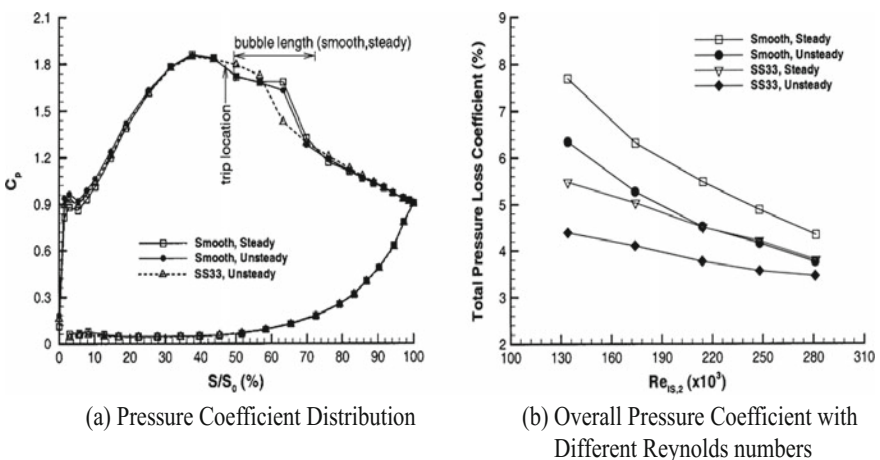 2.1
1.8
1.5
1.2
0.9
0.6
0.3
0
Cₚ
bubble length (smooth,steady)
trip location
Smooth, Steady
Smooth, Unsteady
SS33, Unsteady
0 10 20 30 40 50 60 70 80 90 100
S/S₀ (%)
(a) Pressure Coefficient Distribution
9
8
7
6
5
4
3
2
Total Pressure Loss Coefficient (%)
Smooth, Steady
Smooth, Unsteady
SS33, Steady
SS33, Unsteady
100 130 160 190 220 250 280 310
Re_IS,2 (x10³)
(b) Overall Pressure Coefficient with
Different Reynolds numbers